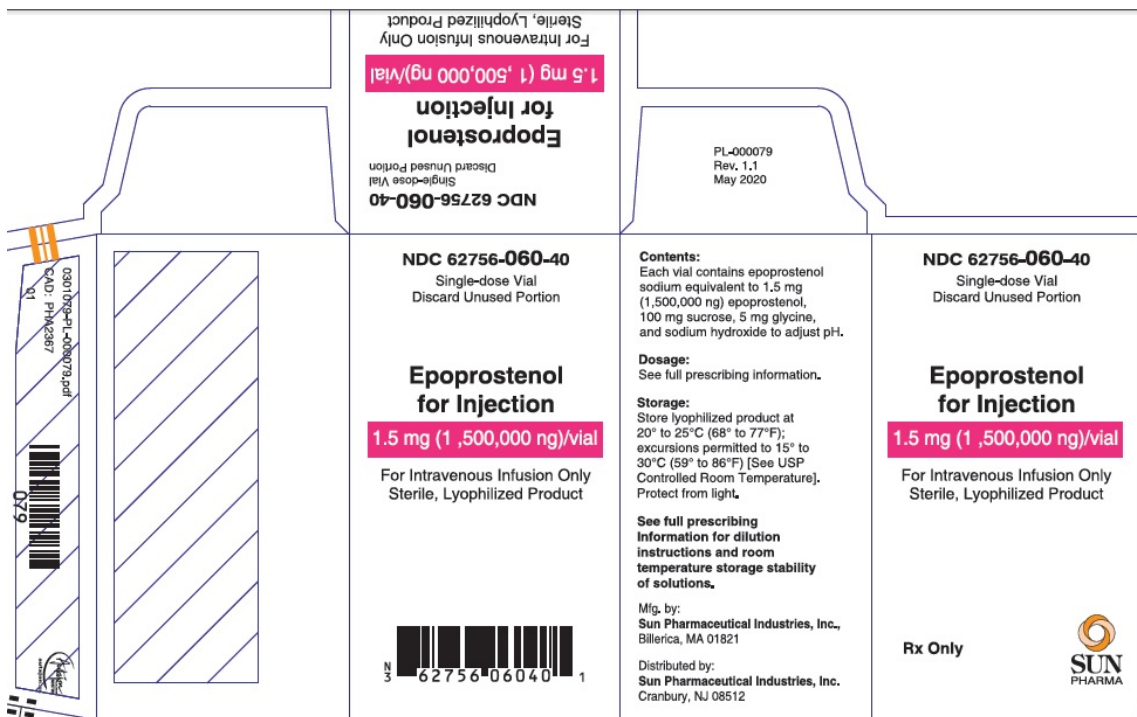 Sterile, Lyophilized Product
For Intravenous Infusion Only
1.5 mg (1 ,500,000 ng)/vial
Epoprostenol
for Injection
Single-dose Vial
Discard Unused Portion
NDC 62756-060-40
PL-000079
Rev. 1.1
May 2020
0301079-PL-000079.pdf
CAD: PHA2367
01
079
NDC 62756-060-40
Single-dose Vial
Discard Unused Portion
Epoprostenol
for Injection
1.5 mg (1 ,500,000 ng)/vial
For Intravenous Infusion Only
Sterile, Lyophilized Product
N
3 62756 06040 1
Contents:
Each vial contains epoprostenol
sodium equivalent to 1.5 mg
(1,500,000 ng) epoprostenol,
100 mg sucrose, 5 mg glycine,
and sodium hydroxide to adjust pH.
Dosage:
See full prescribing information.
Storage:
Store lyophilized product at
20° to 25°C (68° to 77°F);
excursions permitted to 15° to
30°C (59° to 86°F) [See USP
Controlled Room Temperature].
Protect from light.
See full prescribing
Information for dilution
instructions and room
temperature storage stability
of solutions.
Mfg. by:
Sun Pharmaceutical Industries, Inc.,
Billerica, MA 01821
Distributed by:
Sun Pharmaceutical Industries, Inc.
Cranbury, NJ 08512
NDC 62756-060-40
Single-dose Vial
Discard Unused Portion
Epoprostenol
for Injection
1.5 mg (1 ,500,000 ng)/vial
For Intravenous Infusion Only
Sterile, Lyophilized Product
Rx Only
SUN
PHARMA